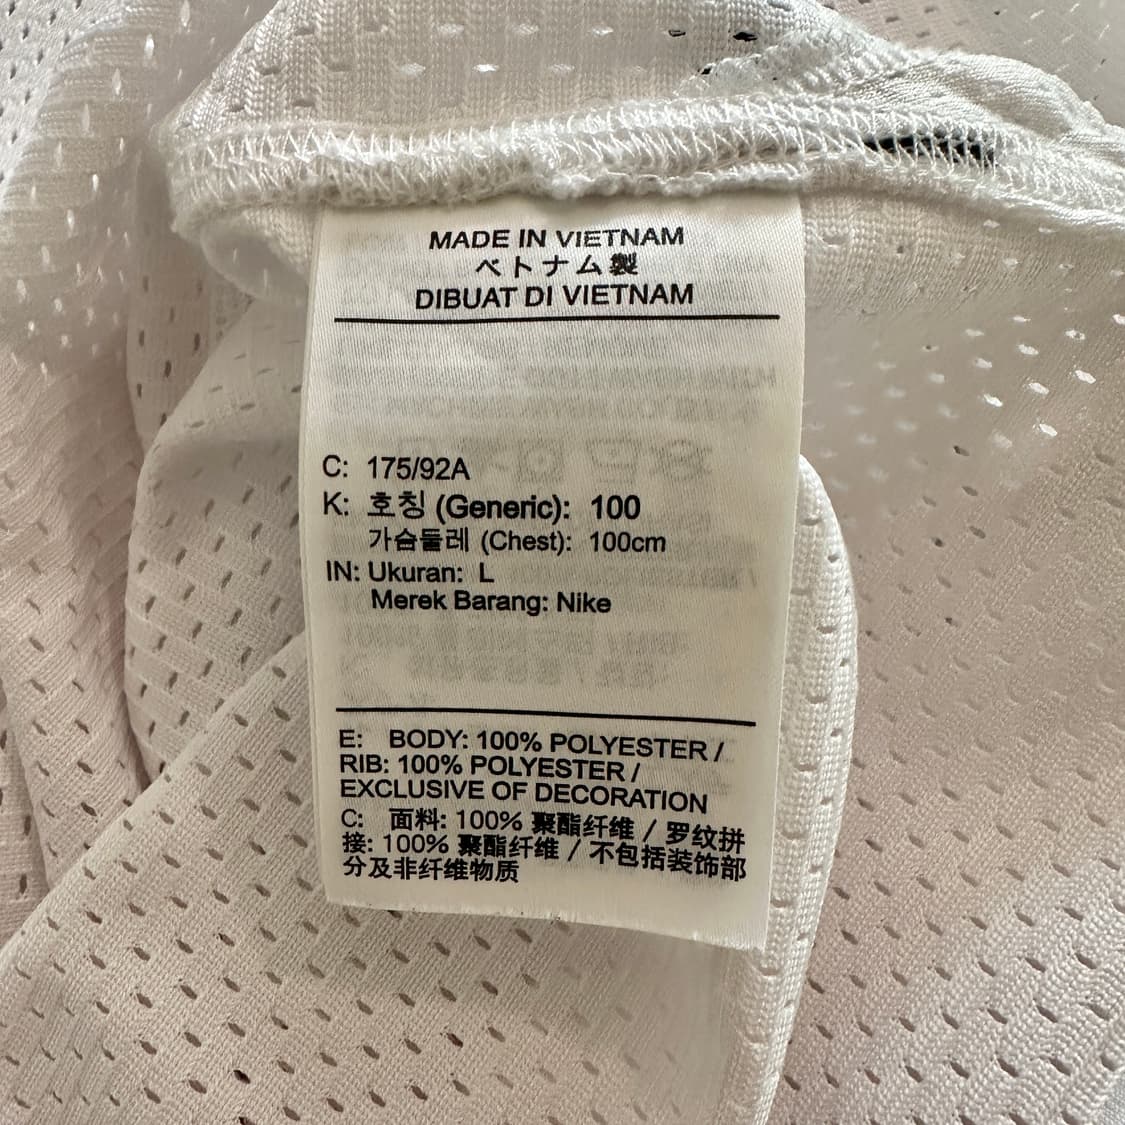 MADE IN VIETNAM
ベトナム製
DIBUAT DI VIETNAM
C: 175/92A
K: 호칭 (Generic): 100
가슴둘레 (Chest): 100cm
IN: Ukuran: L
Merek Barang: Nike
E: BODY: 100% POLYESTER /
RIB: 100% POLYESTER /
EXCLUSIVE OF DECORATION
C: 面料: 100% 聚酯纤维 / 罗纹拼
接: 100% 聚酯纤维 / 不包括装饰部
分及非纤维物质